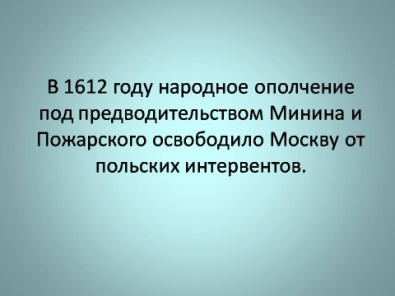 В 1612 году народное ополчение
под предводительством Минина и
Пожарского освободило Москву от
польских интервентов.